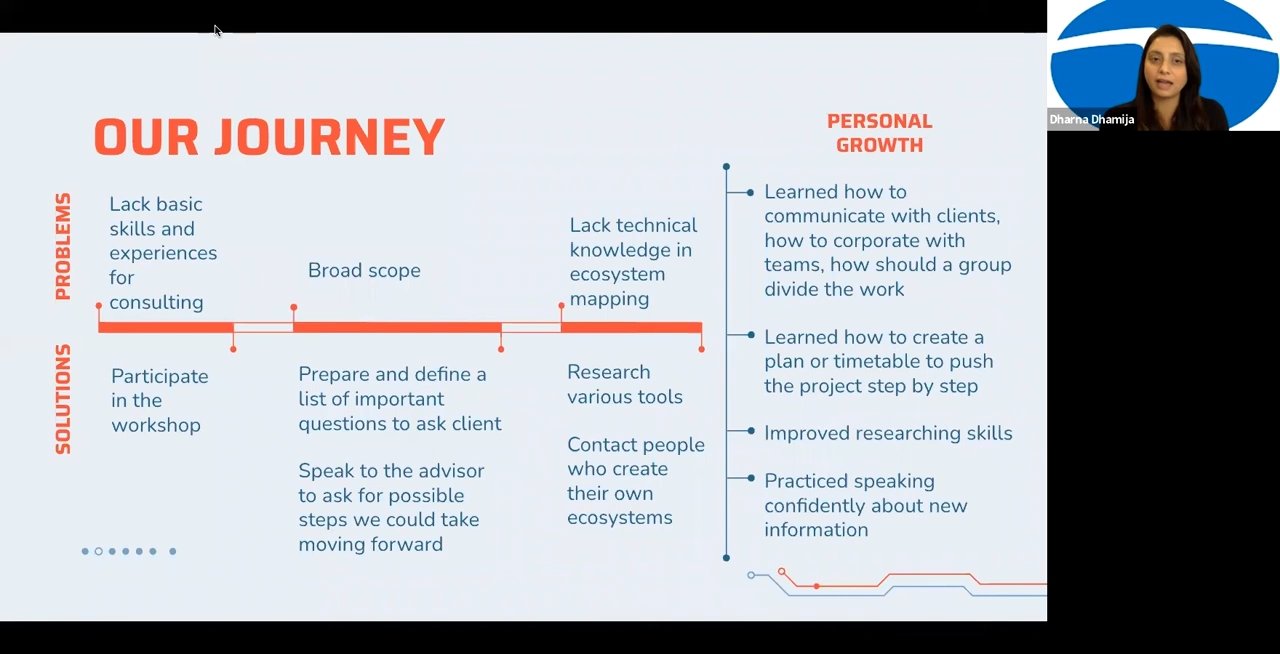 OUR JOURNEY
PROBLEMS
Lack basic
skills and
experiences
for
consulting
Broad scope
Lack technical
knowledge in
ecosystem
mapping
SOLUTIONS
Participate
in the
workshop
Prepare and define a
list of important
questions to ask client
Speak to the advisor
to ask for possible
steps we could take
moving forward
Research
various tools
Contact people
who create
their own
ecosystems
PERSONAL
GROWTH
Learned how to
communicate with clients,
how to corporate with
teams, how should a group
divide the work
Learned how to create a
plan or timetable to push
the project step by step
Improved researching skills
Practiced speaking
confidently about new
information
Dharna Dhamija